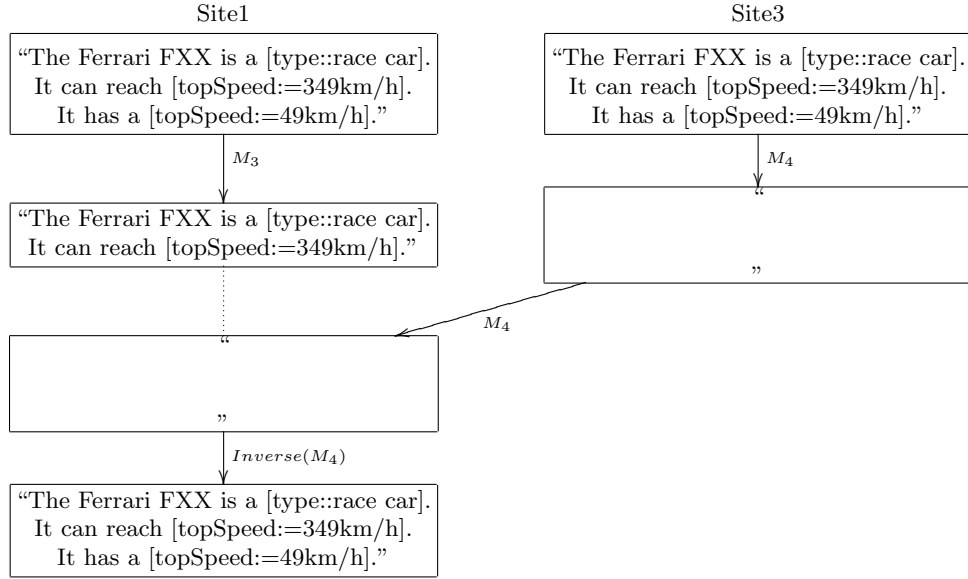 Site1
“The Ferrari FXX is a [type::race car].
It can reach [topSpeed:=349km/h].
It has a [topSpeed:=49km/h].”
M3
“The Ferrari FXX is a [type::race car].
It can reach [topSpeed:=349km/h].”
“
”
Inverse(M4)
“The Ferrari FXX is a [type::race car].
It can reach [topSpeed:=349km/h].
It has a [topSpeed:=49km/h].”
Site3
“The Ferrari FXX is a [type::race car].
It can reach [topSpeed:=349km/h].
It has a [topSpeed:=49km/h].”
M4
“
”
M4